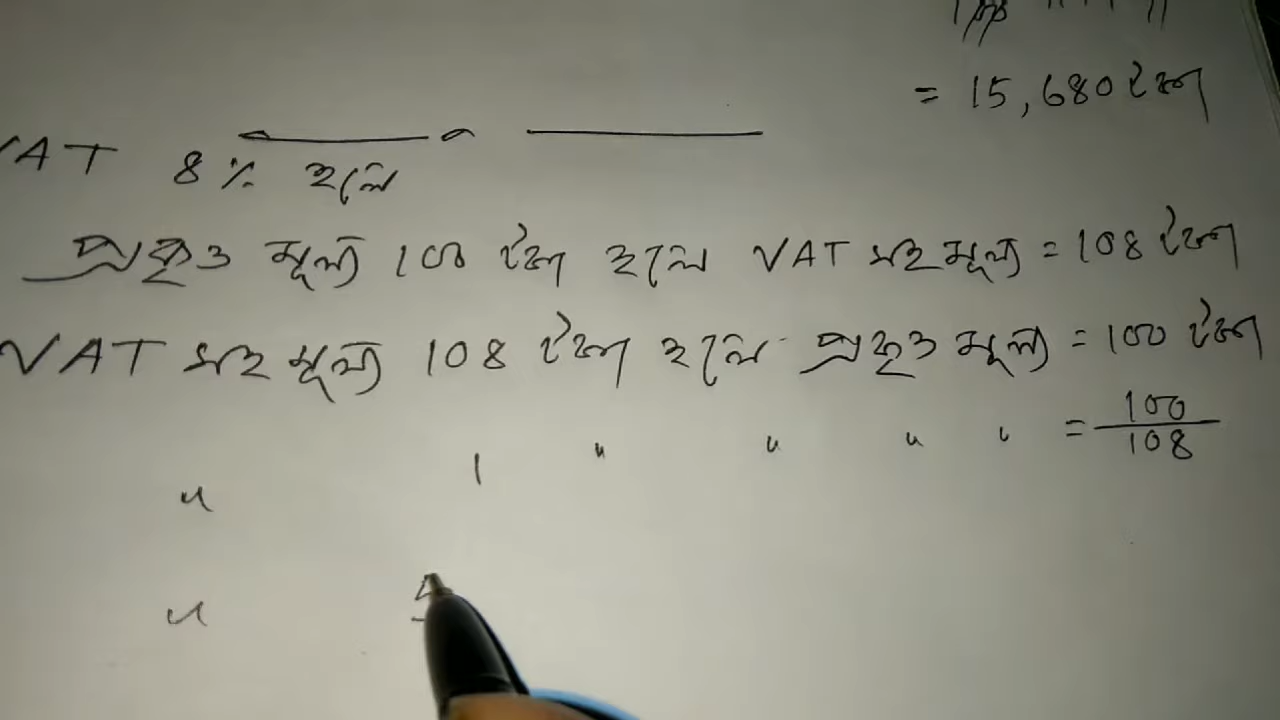 = 15,680 টাকা
VAT 8% হলে
প্রকৃত মূল্য 100 টাকা হলে VAT সহ মূল্য = 108 টাকা
VAT সহ মূল্য 108 টাকা হলে প্রকৃত মূল্য = 100 টাকা
" 1 " " " " = 100/108
"